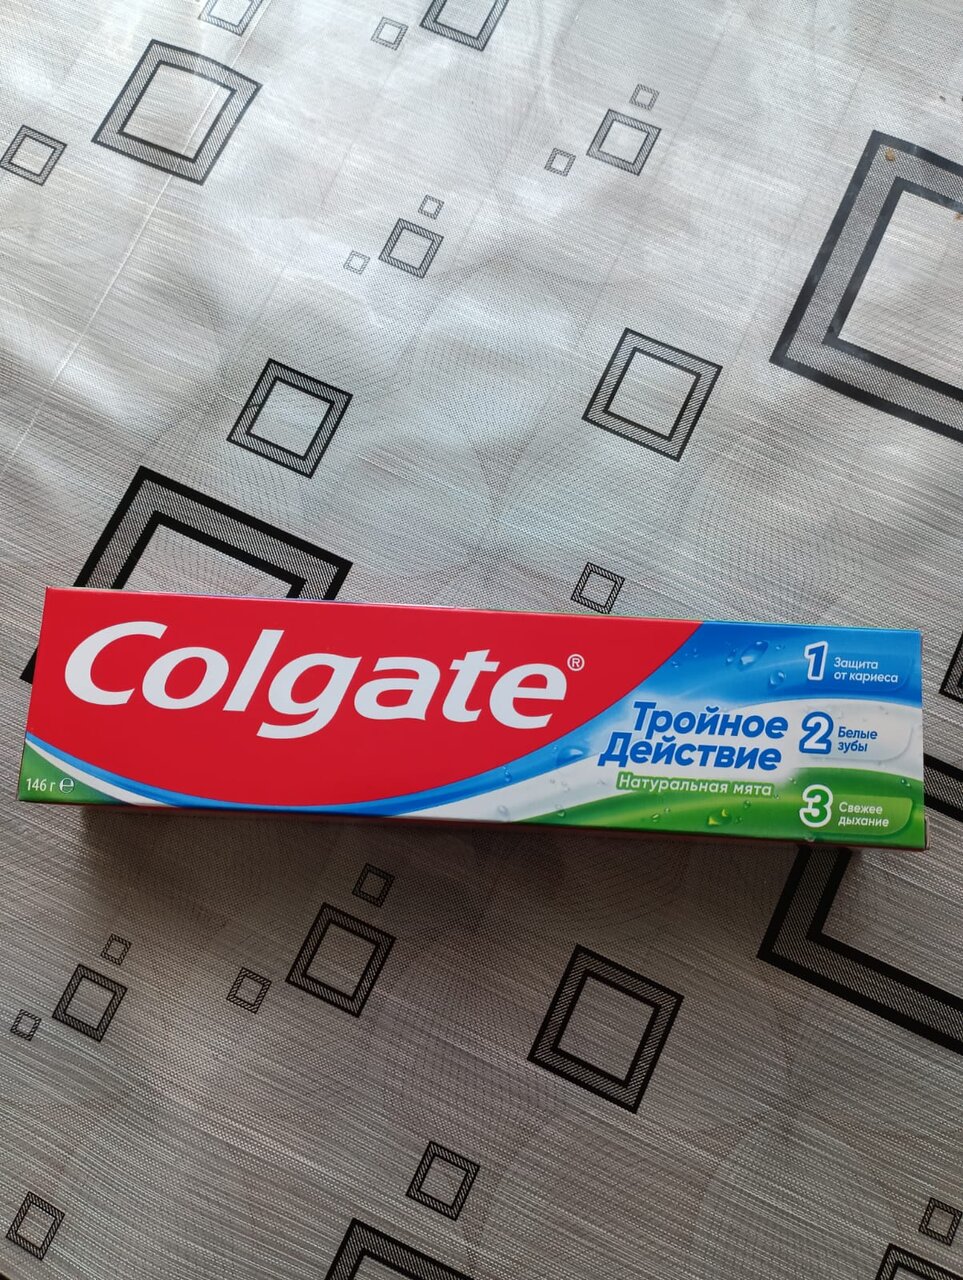 Colgate®
146 г ℮
Тройное
Действие
Натуральная мята
1 Защита
от кариеса
2 Белые
зубы
3 Свежее
дыхание